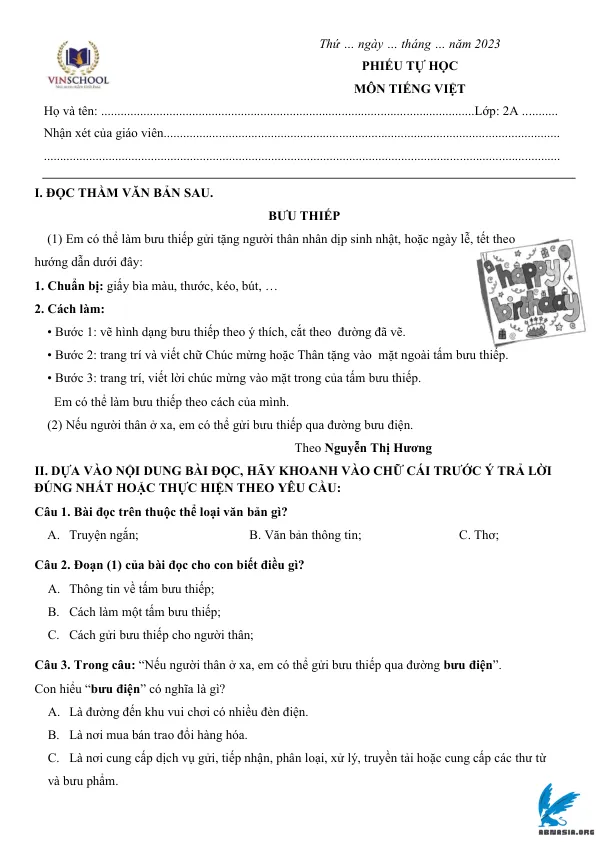 Thứ ... ngày ... tháng ... năm 2023
VINSCHOOL
PHIẾU TỰ HỌC
MÔN TIẾNG VIỆT
Họ và tên: ...................................................................................................................Lớp: 2A ...........
Nhận xét của giáo viên..........................................................................................................................
................................................................................................................................................................
I. ĐỌC THẦM VĂN BẢN SAU.
BƯU THIẾP
(1) Em có thể làm bưu thiếp gửi tặng người thân nhân dịp sinh nhật, hoặc ngày lễ, tết theo
hướng dẫn dưới đây:
happy
birthday
1. Chuẩn bị: giấy bìa màu, thước, kéo, bút, …
2. Cách làm:
• Bước 1: vẽ hình dạng bưu thiếp theo ý thích, cắt theo đường đã vẽ.
• Bước 2: trang trí và viết chữ Chúc mừng hoặc Thân tặng vào mặt ngoài tấm bưu thiếp.
• Bước 3: trang trí, viết lời chúc mừng vào mặt trong của tấm bưu thiếp.
Em có thể làm bưu thiếp theo cách của mình.
(2) Nếu người thân ở xa, em có thể gửi bưu thiếp qua đường bưu điện.
Theo Nguyễn Thị Hương
II. DỰA VÀO NỘI DUNG BÀI ĐỌC, HÃY KHOANH VÀO CHỮ CÁI TRƯỚC Ý TRẢ LỜI
ĐÚNG NHẤT HOẶC THỰC HIỆN THEO YÊU CẦU:
Câu 1. Bài đọc trên thuộc thể loại văn bản gì?
A. Truyện ngắn; B. Văn bản thông tin; C. Thơ;
Câu 2. Đoạn (1) của bài đọc cho con biết điều gì?
A. Thông tin về tấm bưu thiếp;
B. Cách làm một tấm bưu thiếp;
C. Cách gửi bưu thiếp cho người thân;
Câu 3. Trong câu: “Nếu người thân ở xa, em có thể gửi bưu thiếp qua đường bưu điện”.
Con hiểu “bưu điện” có nghĩa là gì?
A. Là đường đến khu vui chơi có nhiều đèn điện.
B. Là nơi mua bán trao đổi hàng hóa.
C. Là nơi cung cấp dịch vụ gửi, tiếp nhận, phân loại, xử lý, truyền tải hoặc cung cấp các thư từ
và bưu phẩm.
ABNASIA.ORG